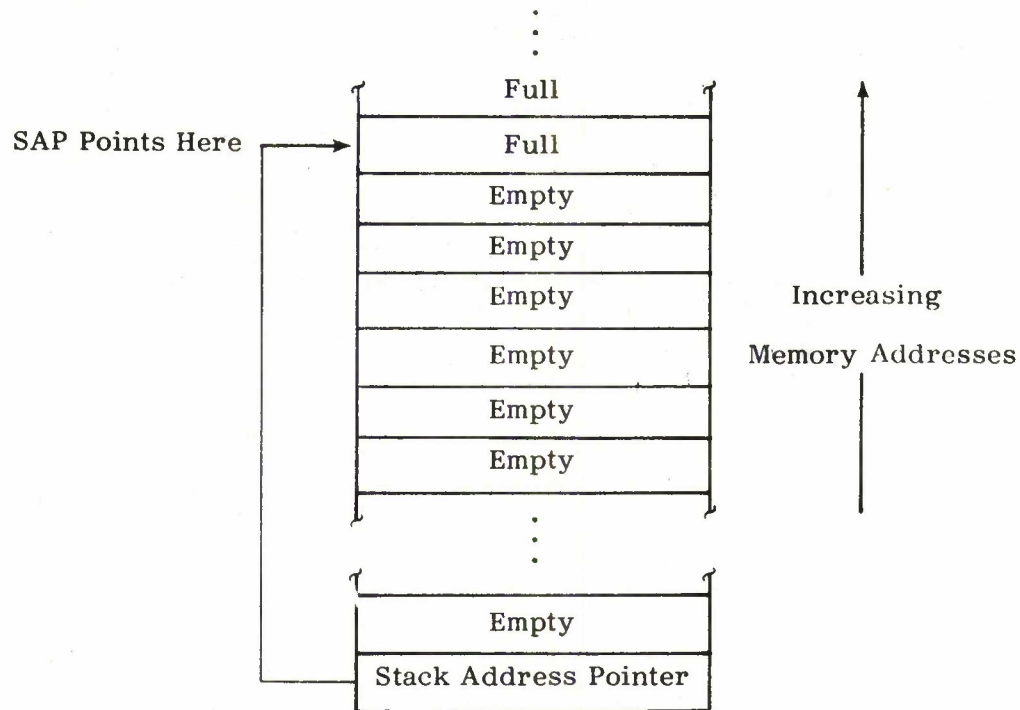 Full
SAP Points Here
Full
Empty
Empty
Empty
Increasing
Empty
Memory Addresses
Empty
Empty
Empty
Stack Address Pointer